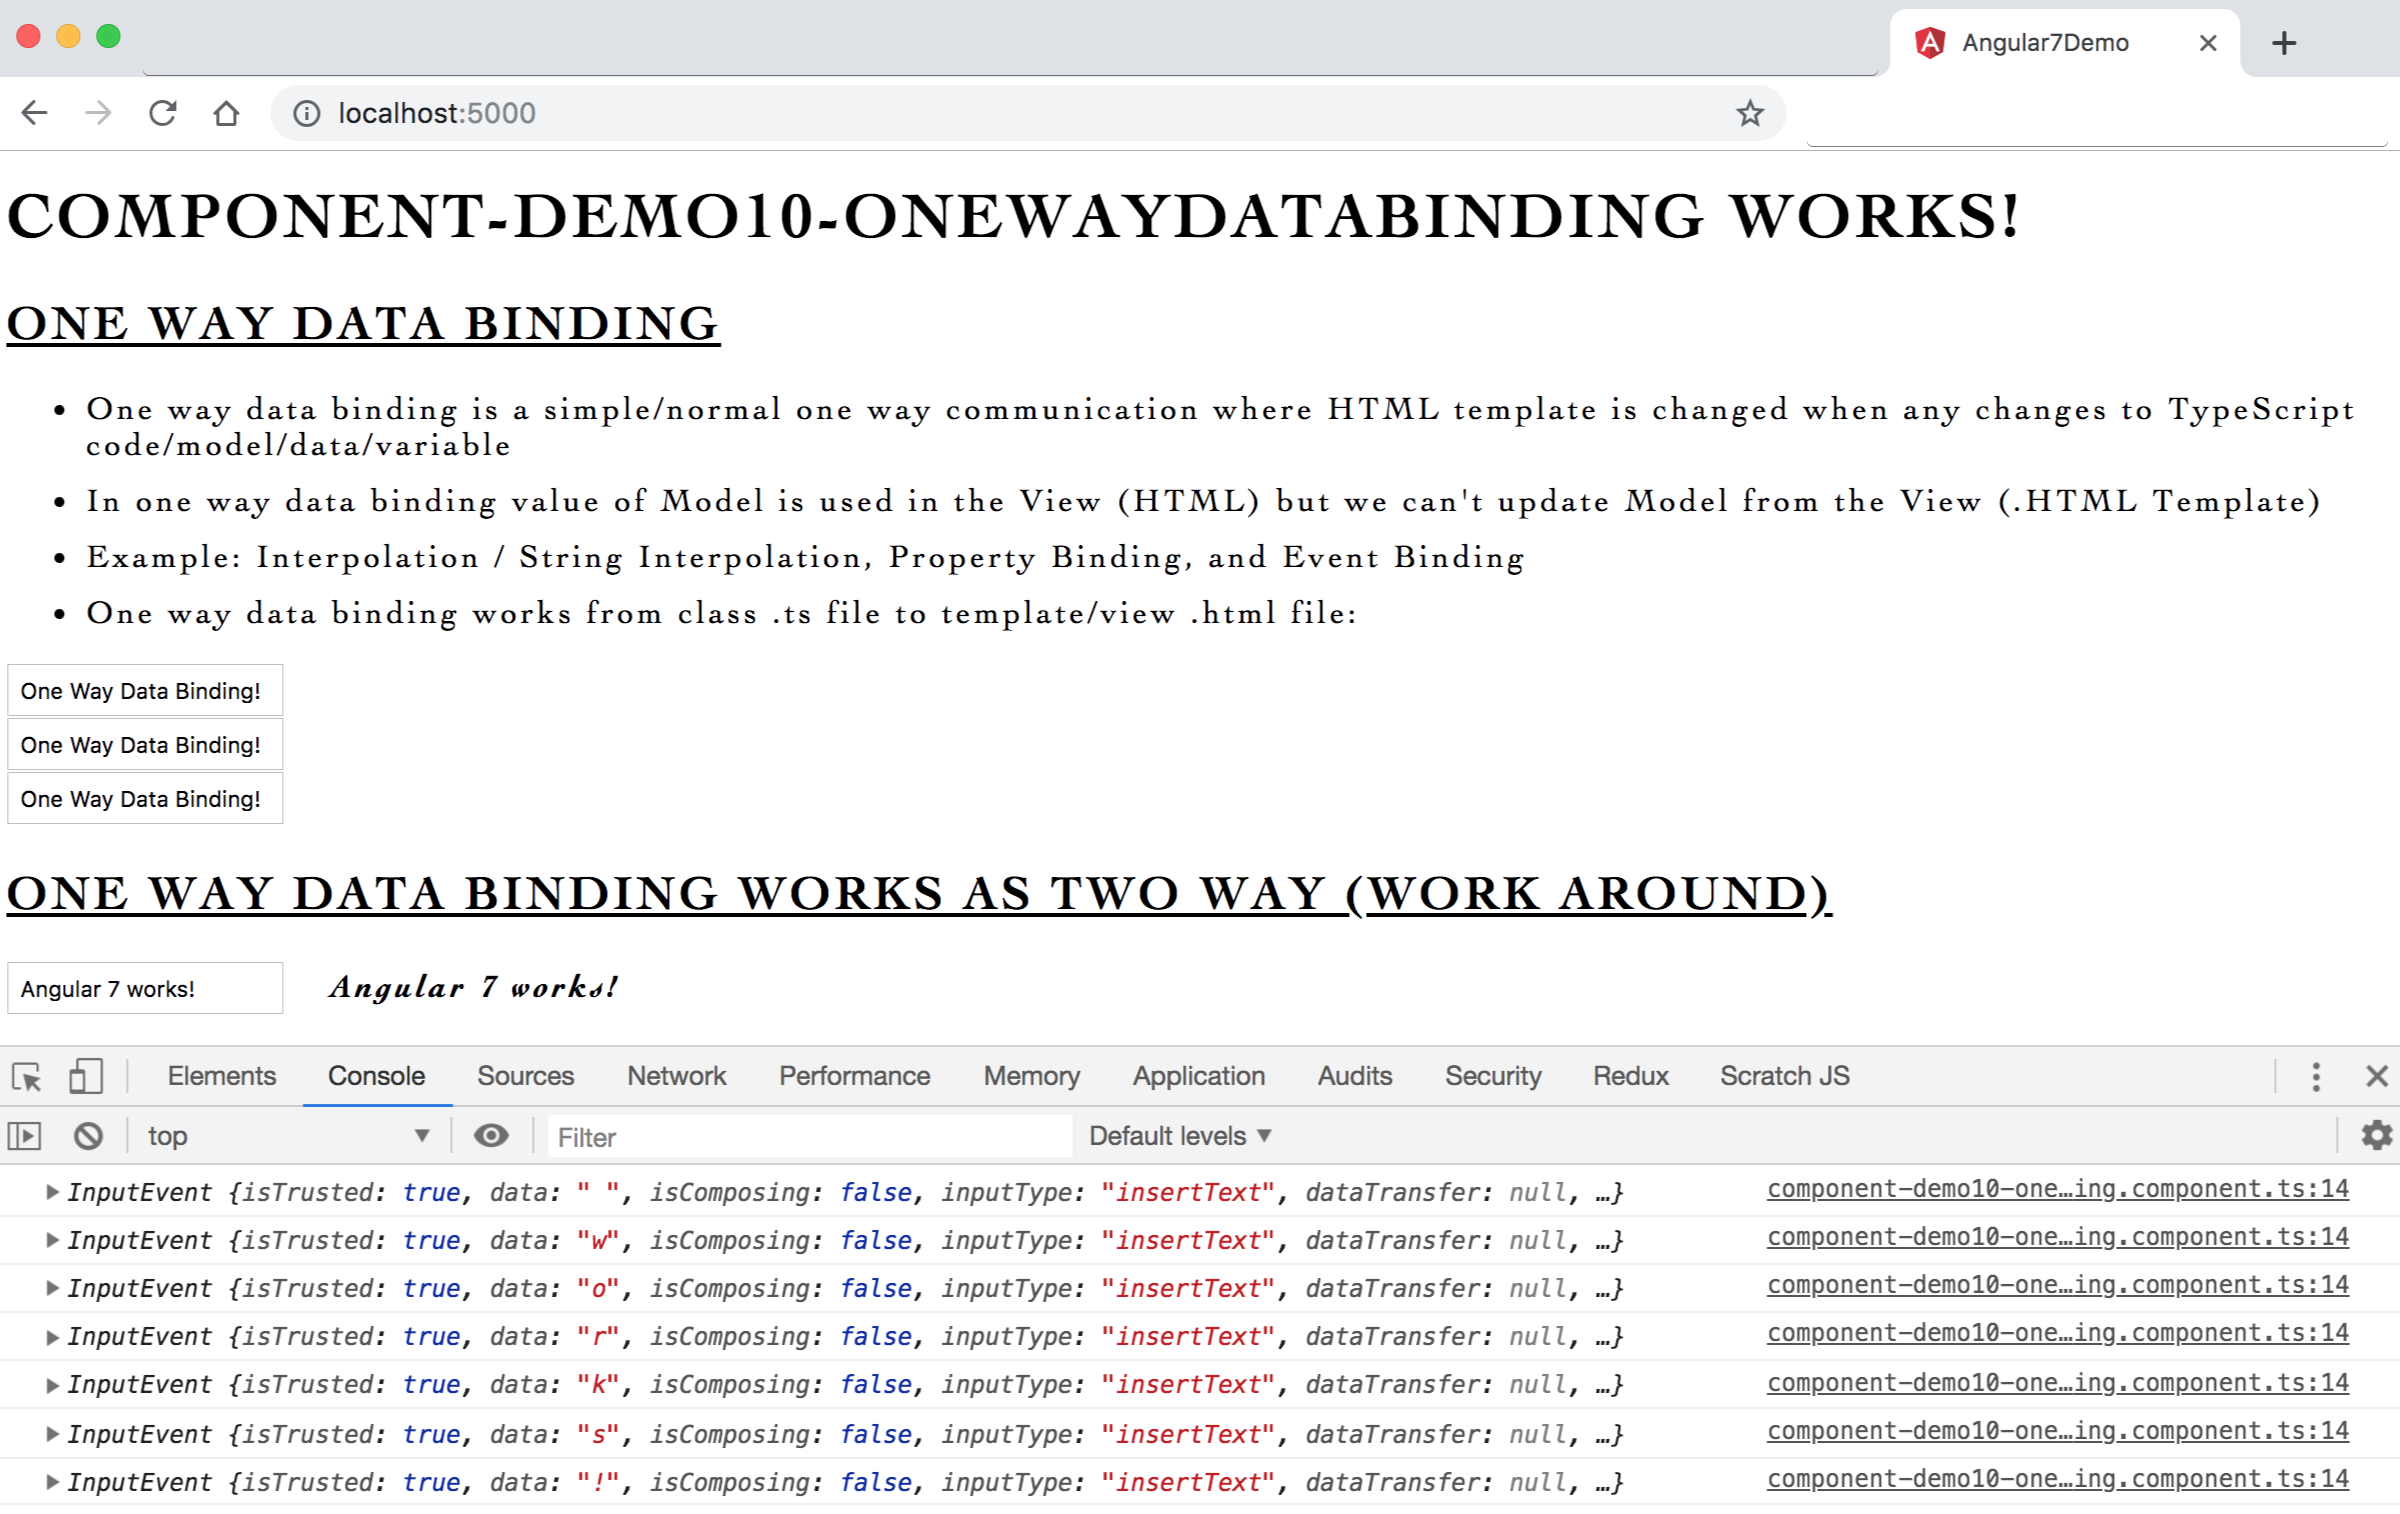 Angular7Demo
localhost:5000
COMPONENT-DEMO10-ONEWAYDATABINDING WORKS!
ONE WAY DATA BINDING
• One way data binding is a simple/normal one way communication where HTML template is changed when any changes to TypeScript
code/model/data/variable
• In one way data binding value of Model is used in the View (HTML) but we can't update Model from the View (.HTML Template)
• Example: Interpolation / String Interpolation, Property Binding, and Event Binding
• One way data binding works from class .ts file to template/view .html file:
One Way Data Binding!
One Way Data Binding!
One Way Data Binding!
ONE WAY DATA BINDING WORKS AS TWO WAY (WORK AROUND)
Angular 7 works! Angular 7 works!
Elements Console Sources Network Performance Memory Application Audits Security Redux Scratch JS
top Filter Default levels
InputEvent {isTrusted: true, data: " ", isComposing: false, inputType: "insertText", dataTransfer: null, …} component-demo10-one…ing.component.ts:14
InputEvent {isTrusted: true, data: "w", isComposing: false, inputType: "insertText", dataTransfer: null, …} component-demo10-one…ing.component.ts:14
InputEvent {isTrusted: true, data: "o", isComposing: false, inputType: "insertText", dataTransfer: null, …} component-demo10-one…ing.component.ts:14
InputEvent {isTrusted: true, data: "r", isComposing: false, inputType: "insertText", dataTransfer: null, …} component-demo10-one…ing.component.ts:14
InputEvent {isTrusted: true, data: "k", isComposing: false, inputType: "insertText", dataTransfer: null, …} component-demo10-one…ing.component.ts:14
InputEvent {isTrusted: true, data: "s", isComposing: false, inputType: "insertText", dataTransfer: null, …} component-demo10-one…ing.component.ts:14
InputEvent {isTrusted: true, data: "!", isComposing: false, inputType: "insertText", dataTransfer: null, …} component-demo10-one…ing.component.ts:14